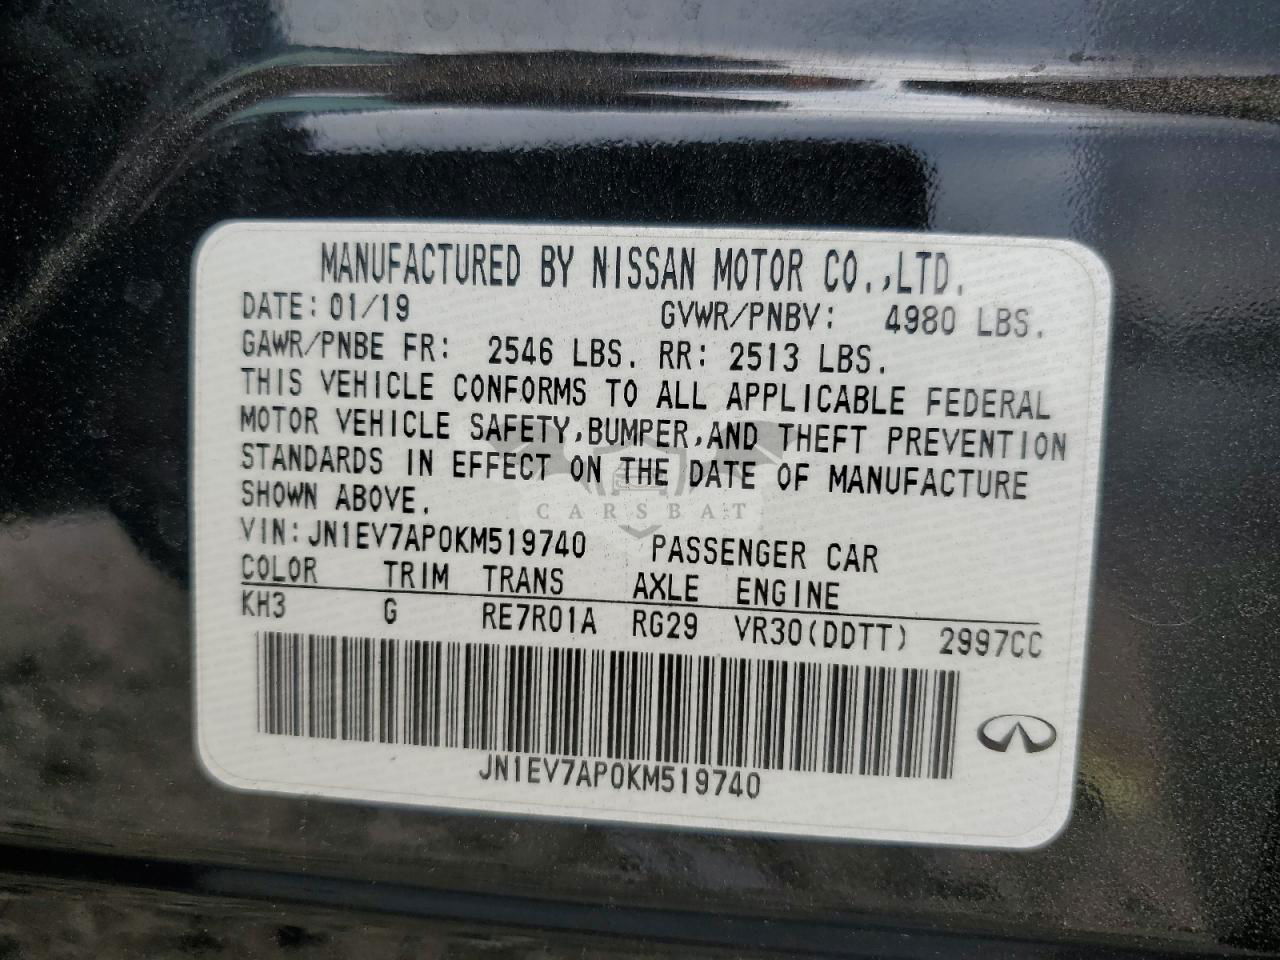 MANUFACTURED BY NISSAN MOTOR CO.,LTD.
DATE:01/19 GVWR/PNBV: 4980 LBS.
GAWR/PNBE FR: 2546 LBS. RR: 2513 LBS.
THIS VEHICLE CONFORMS TO ALL APPLICABLE FEDERAL
MOTOR VEHICLE SAFETY,BUMPER,AND THEFT PREVENTION
STANDARDS IN EFFECT ON THE DATE OF MANUFACTURE
SHOWN ABOVE.
CARSBAT
VIN:JN1EV7AP0KM519740 PASSENGER CAR
COLOR TRIM TRANS AXLE ENGINE
KH3 G RE7R01A RG29 VR30(DDTT) 2997CC
JN1EV7AP0KM519740